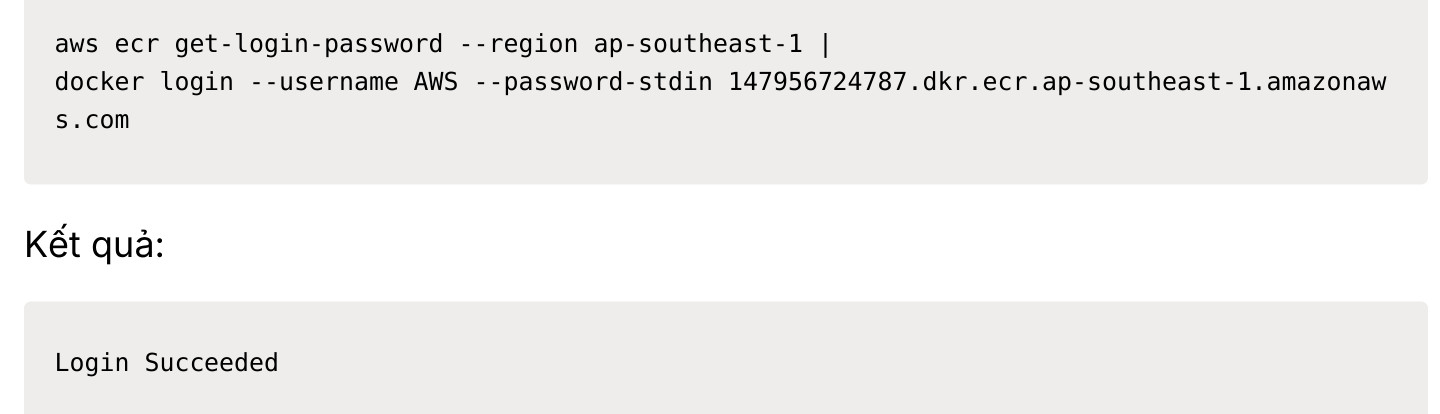 aws ecr get-login-password --region ap-southeast-1 |
docker login --username AWS --password-stdin 147956724787.dkr.ecr.ap-southeast-1.amazonaw
s.com
Kết quả:
Login Succeeded